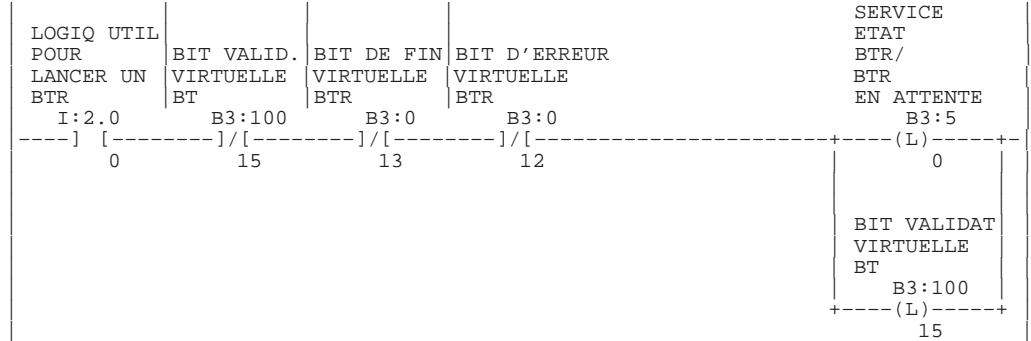 SERVICE
LOGIQ UTIL ETAT
POUR BIT VALID. BIT DE FIN BIT D'ERREUR BTR/
LANCER UN VIRTUELLE VIRTUELLE VIRTUELLE BTR
BTR BT BTR BTR EN ATTENTE
I:2.0 B3:100 B3:0 B3:0 B3:5
----] [--------]/[--------]/[--------]/[--------------------+----(L)-----+-
0 15 13 12 0
BIT VALIDAT
VIRTUELLE
BT
B3:100
+----(L)-----+
15